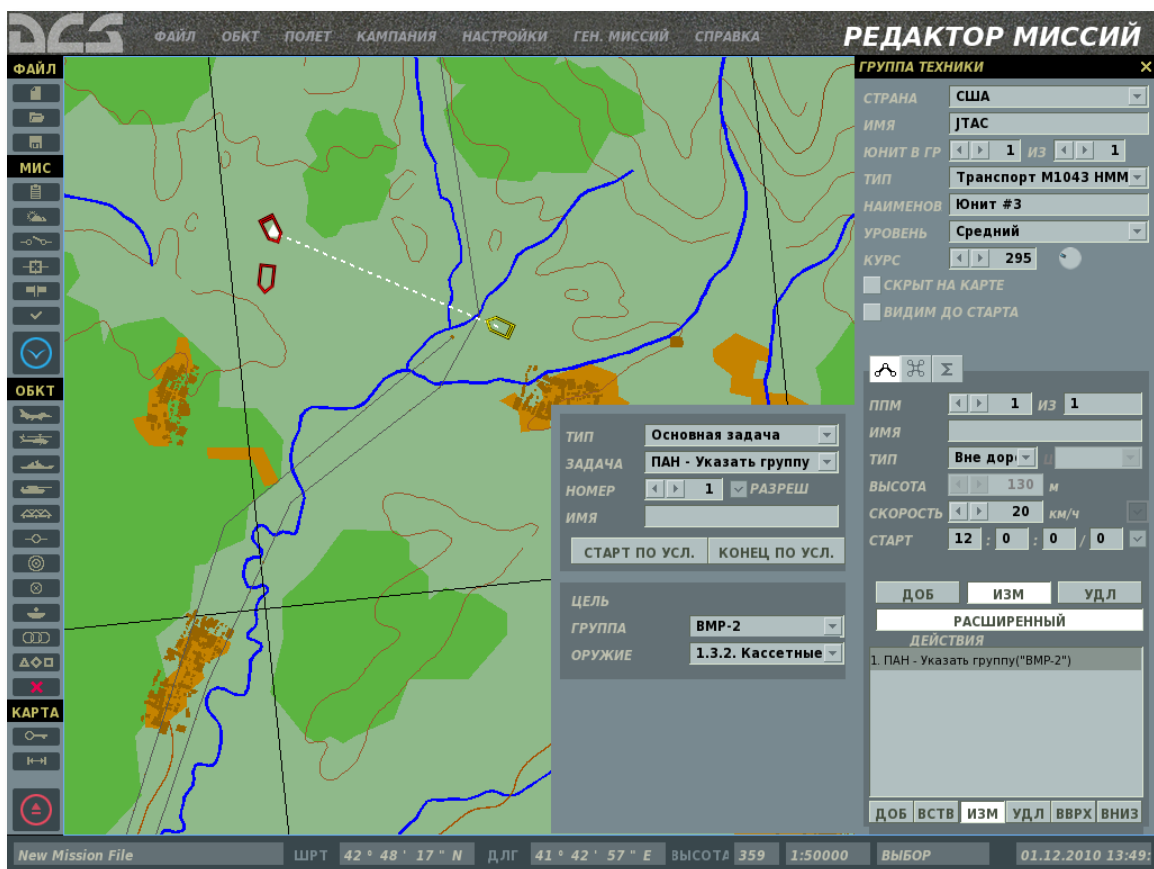 DCS ФАЙЛ ОБКТ ПОЛЕТ КАМПАНИЯ НАСТРОЙКИ ГЕН. МИССИЙ СПРАВКА РЕДАКТОР МИССИЙ
ФАЙЛ
МИС
ОБКТ
КАРТА
ГРУППА ТЕХНИКИ
СТРАНА США
ИМЯ JTAC
ЮНИТ В ГР 1 ИЗ 1
ТИП Транспорт M1043 HMM
НАИМЕНОВ Юнит #3
УРОВЕНЬ Средний
КУРС 295
СКРЫТ НА КАРТЕ
ВИДИМ ДО СТАРТА
Σ
ППМ 1 ИЗ 1
ИМЯ
ТИП Вне доро
ВЫСОТА 130 м
СКОРОСТЬ 20 км/ч
СТАРТ 12 : 0 : 0 / 0
ДОБ ИЗМ УДЛ
РАСШИРЕННЫЙ
ДЕЙСТВИЯ
1. ПАН - Указать группу("BMP-2")
ДОБ ВСТВ ИЗМ УДЛ ВВРХ ВНИЗ
ТИП Основная задача
ЗАДАЧА ПАН - Указать группу
НОМЕР 1 РАЗРЕШ
ИМЯ
СТАРТ ПО УСЛ. КОНЕЦ ПО УСЛ.
ЦЕЛЬ
ГРУППА BMP-2
ОРУЖИЕ 1.3.2. Кассетные
New Mission File ШРТ 42 ° 48 ' 17 " N ДЛГ 41 ° 42 ' 57 " E ВЫСОТА 359 1:50000 ВЫБОР 01.12.2010 13:49: